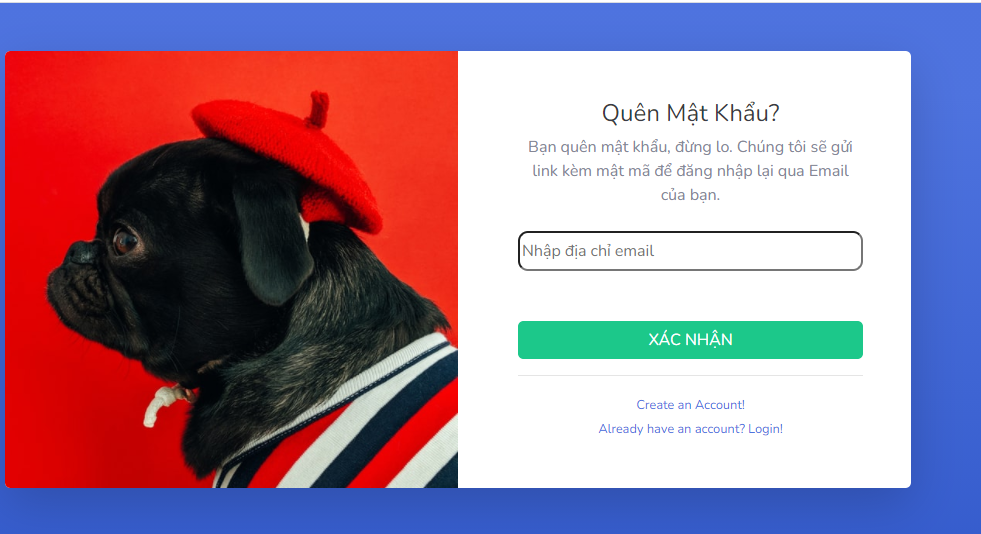 Quên Mật Khẩu?
Bạn quên mật khẩu, đừng lo. Chúng tôi sẽ gửi
link kèm mật mã để đăng nhập lại qua Email
của bạn.
Nhập địa chỉ email
XÁC NHẬN
Create an Account!
Already have an account? Login!